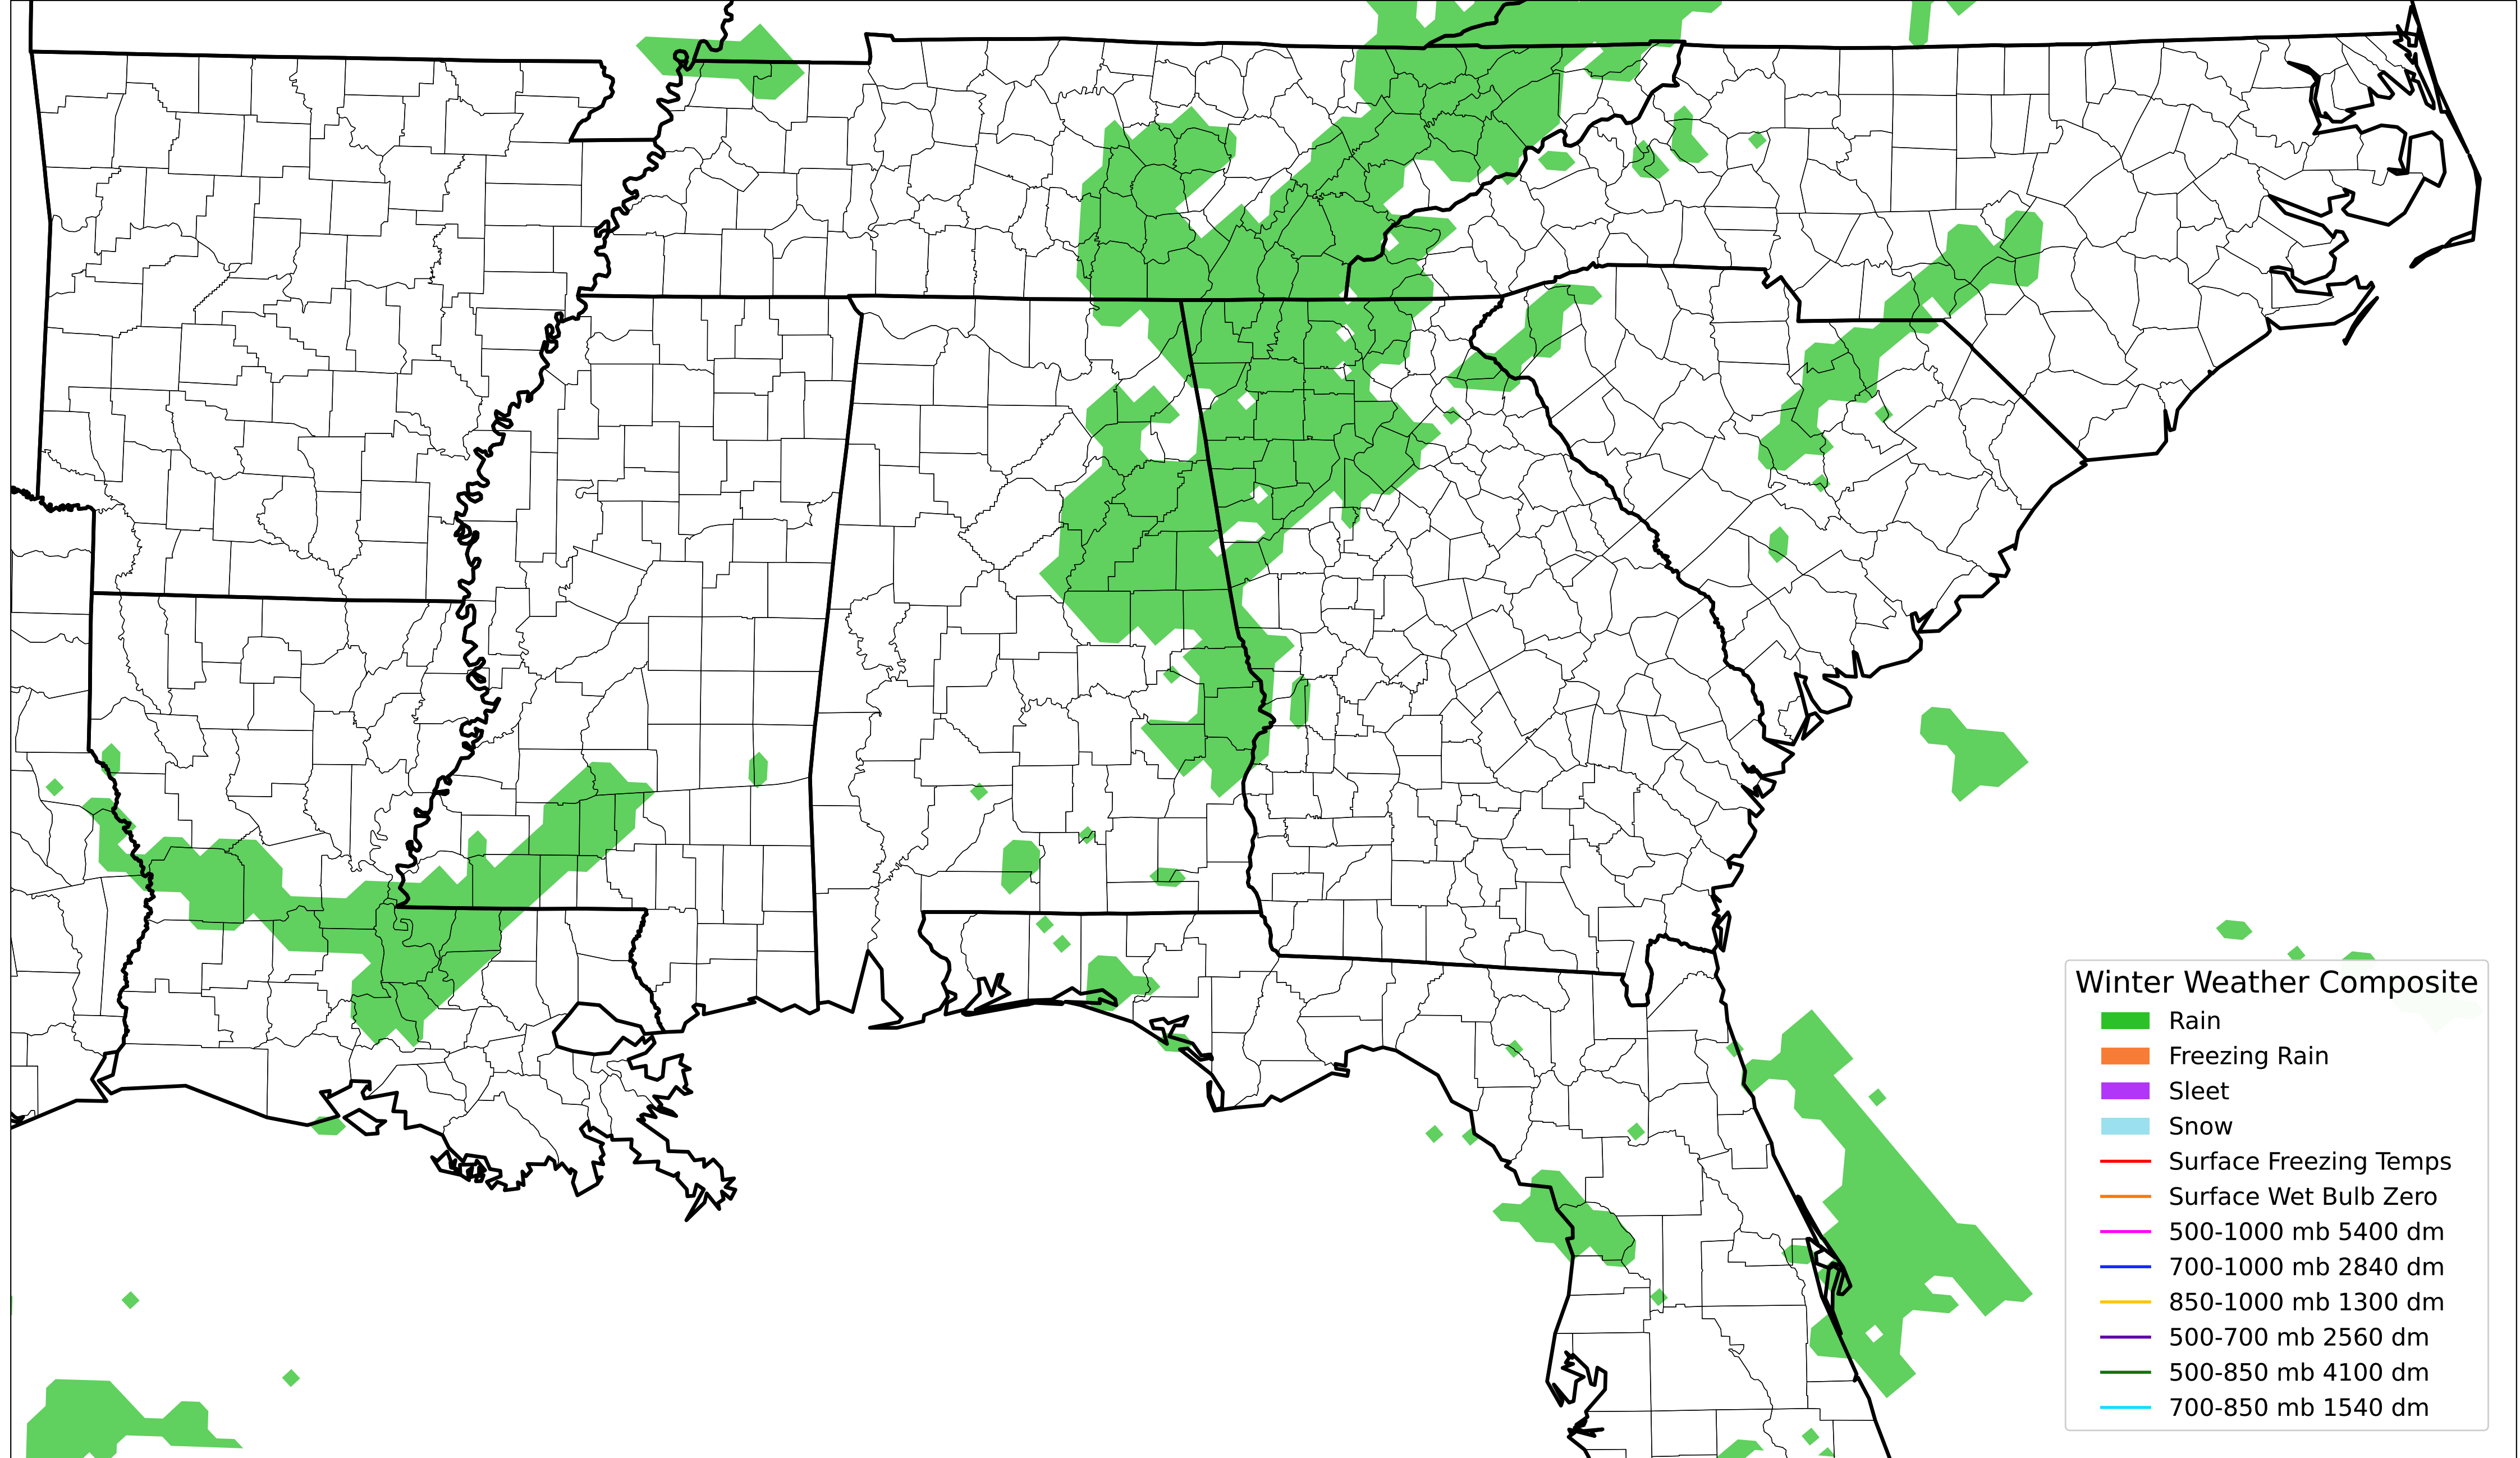 Winter Weather Composite
Rain
Freezing Rain
Sleet
Snow
Surface Freezing Temps
Surface Wet Bulb Zero
500-1000 mb 5400 dm
700-1000 mb 2840 dm
850-1000 mb 1300 dm
500-700 mb 2560 dm
500-850 mb 4100 dm
700-850 mb 1540 dm